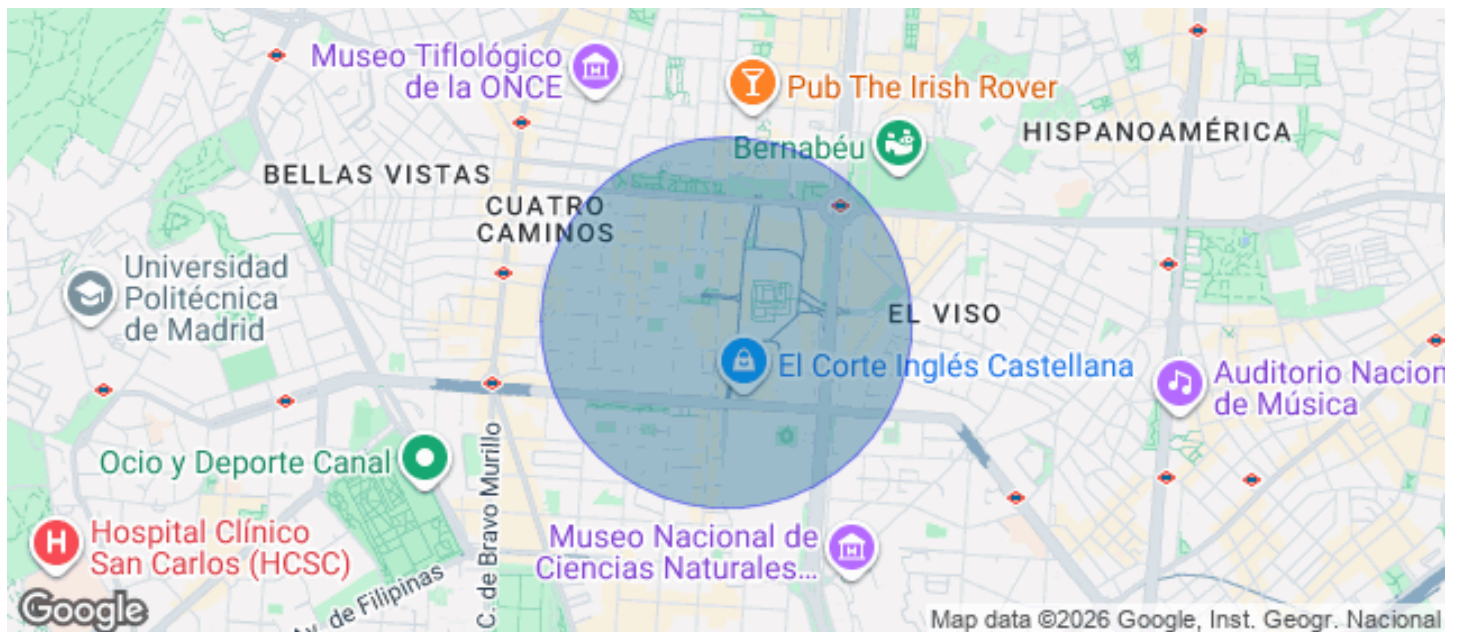 Museo Tiflológico
de la ONCE
Pub The Irish Rover
Bernabéu
HISPANOAMÉRICA
BELLAS VISTAS
CUATRO
CAMINOS
Universidad
Politécnica
de Madrid
EL VISO
El Corte Inglés Castellana
Auditorio Nacion
de Música
Ocio y Deporte Canal
C. de Bravo Murillo
H
Hospital Clínico
San Carlos (HCSC)
Museo Nacional de
Ciencias Naturales...
Av. de Filipinas
Google
Map data ©2026 Google, Inst. Geogr. Nacional